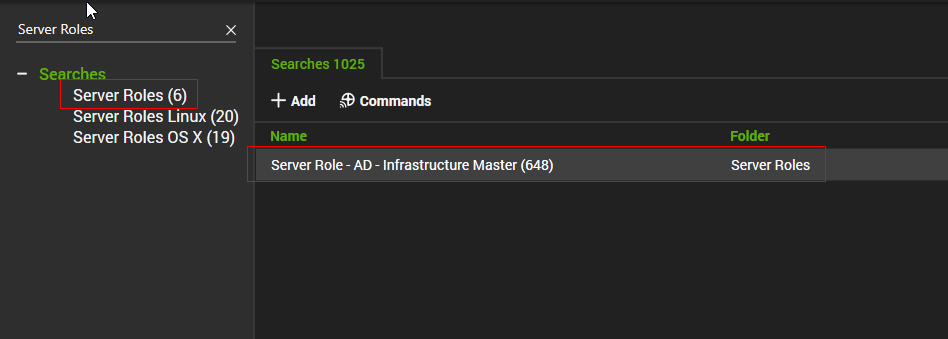 Server Roles
Searches
Server Roles (6)
Server Roles Linux (20)
Server Roles OS X (19)
Searches 1025
Add
Commands
Name Folder
Server Role - AD - Infrastructure Master (648) Server Roles